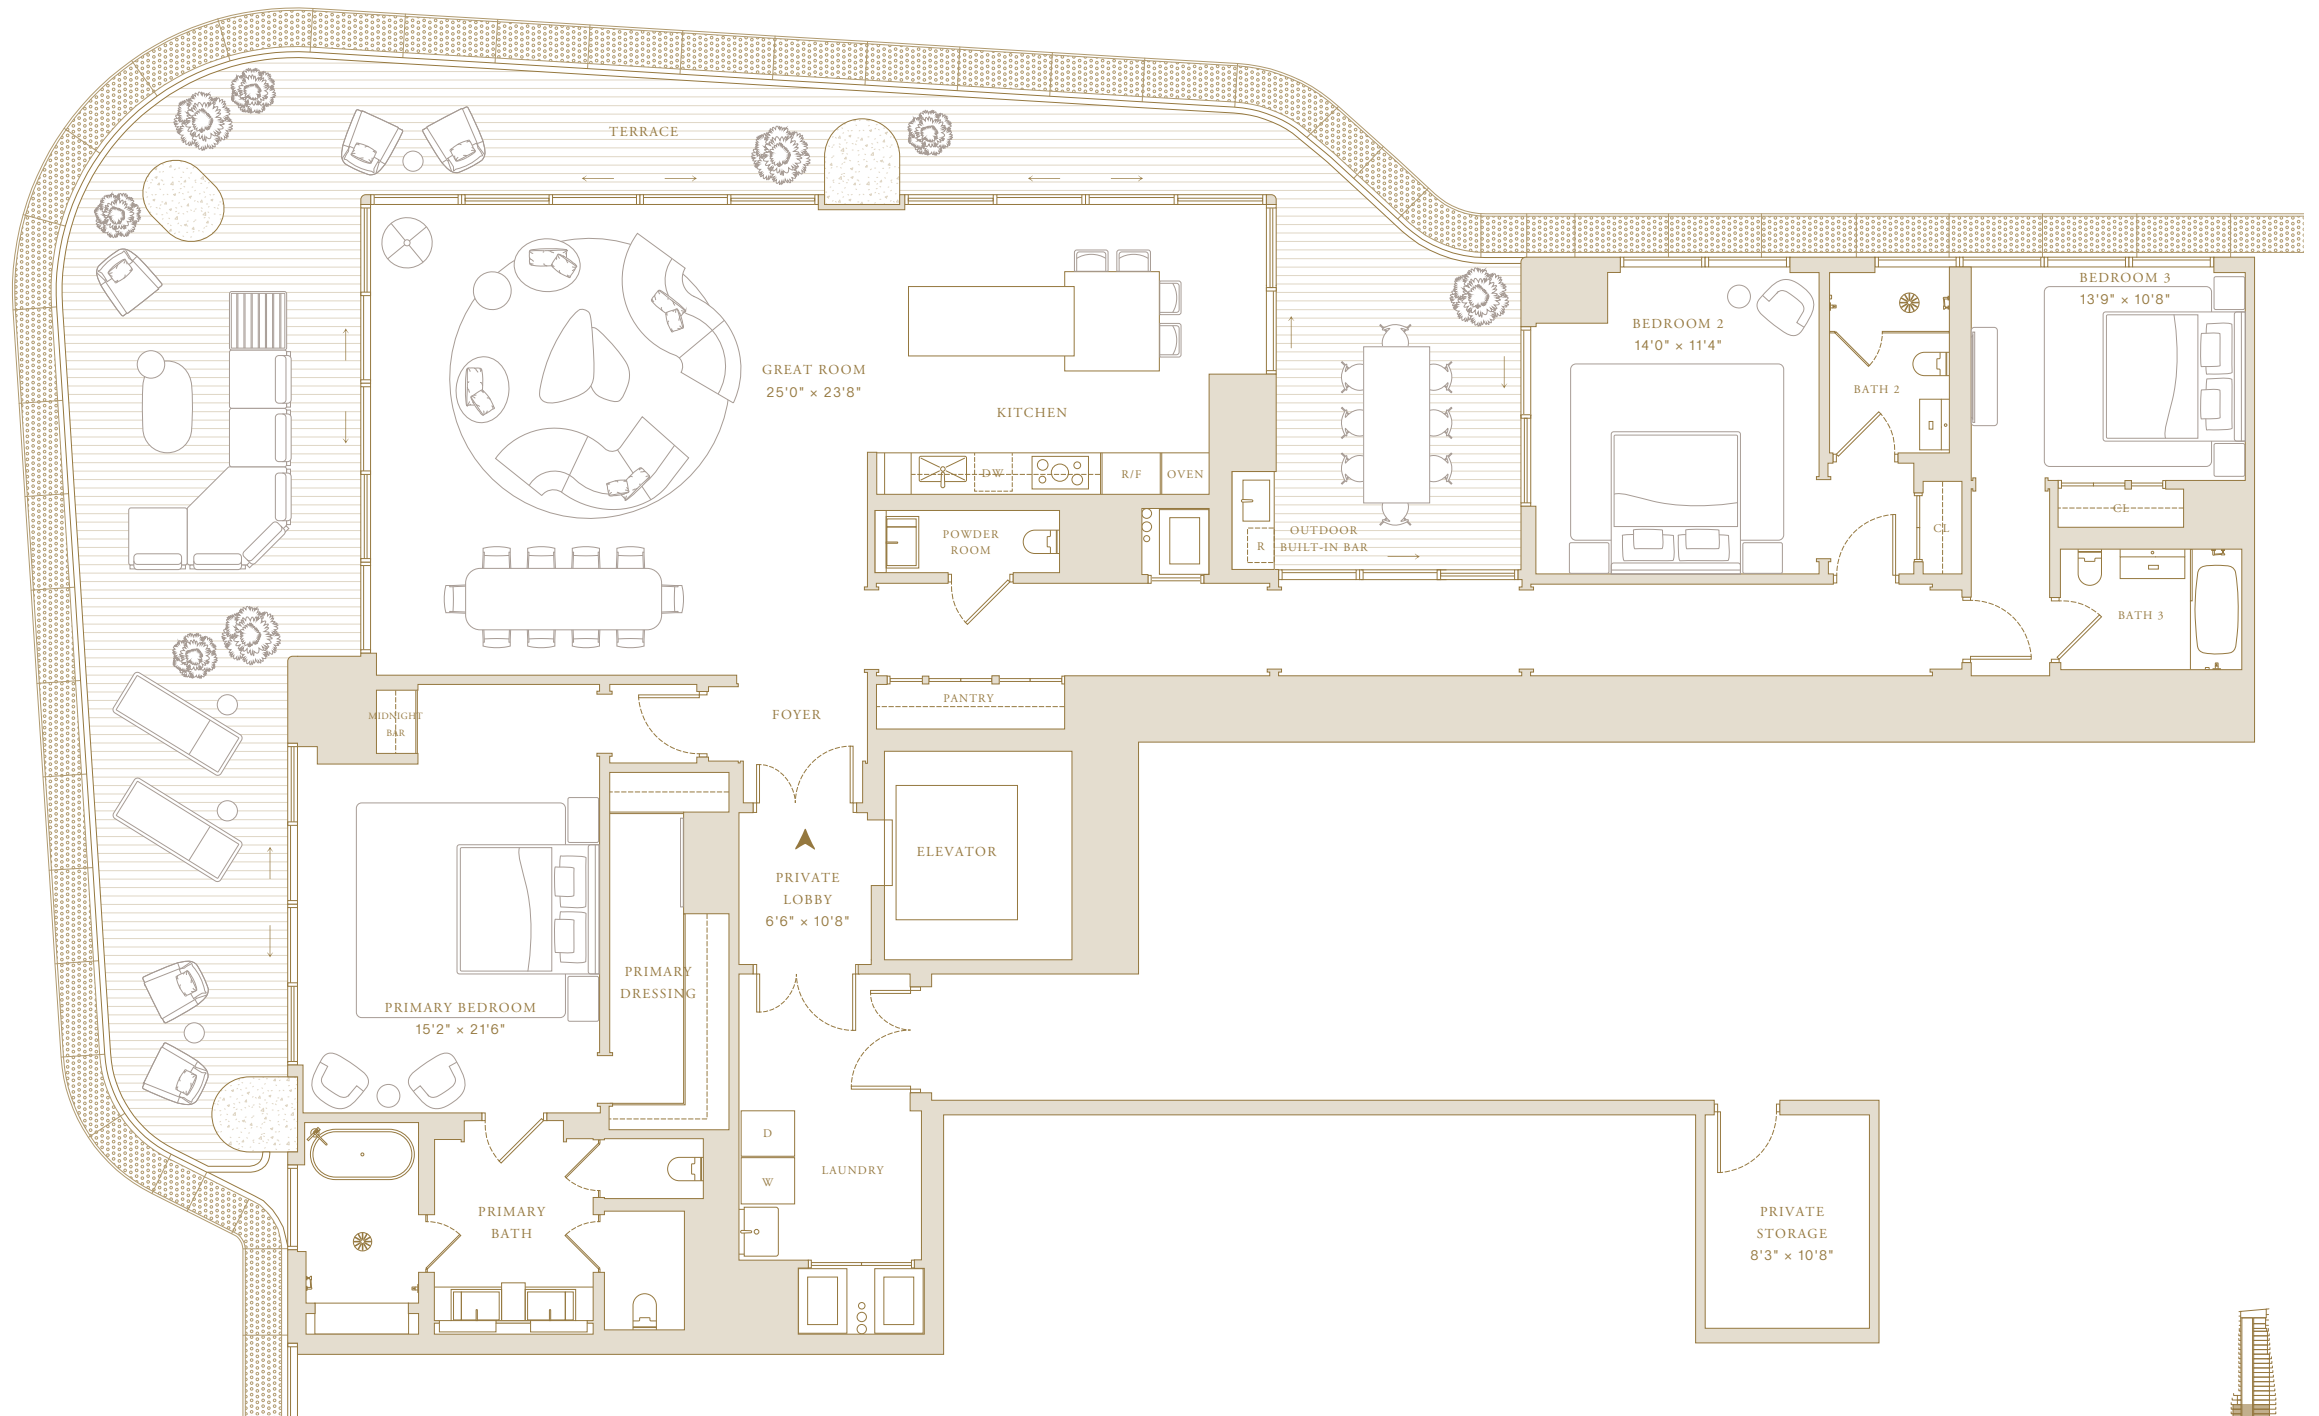 TERRACE
GREAT ROOM
25'0" × 23'8"
KITCHEN
DW
R/F
OVEN
POWDER
ROOM
OUTDOOR
BUILT-IN BAR
R
BEDROOM 2
14'0" × 11'4"
BATH 2
CL
BEDROOM 3
13'9" × 10'8"
CL
BATH 3
MIDNIGHT
BAR
FOYER
PANTRY
ELEVATOR
PRIVATE
LOBBY
6'6" × 10'8"
PRIMARY
DRESSING
PRIMARY BEDROOM
15'2" × 21'6"
D
W
LAUNDRY
PRIMARY
BATH
PRIVATE
STORAGE
8'3" × 10'8"